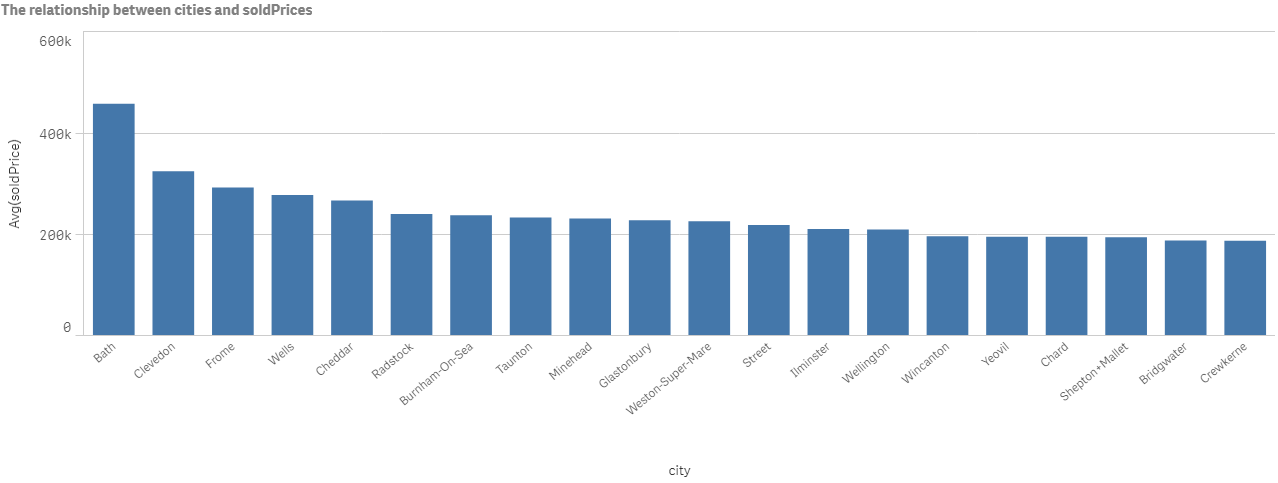 The relationship between cities and soldPrices
600k
400k
200k
0
Avg(soldPrice)
Bath
Clevedon
Frome
Wells
Cheddar
Radstock
Burnham-On-Sea
Taunton
Minehead
Glastonbury
Weston-Super-Mare
Street
Ilminster
Wellington
Wincanton
Yeovil
Chard
Shepton+Mallet
Bridgwater
Crewkerne
city